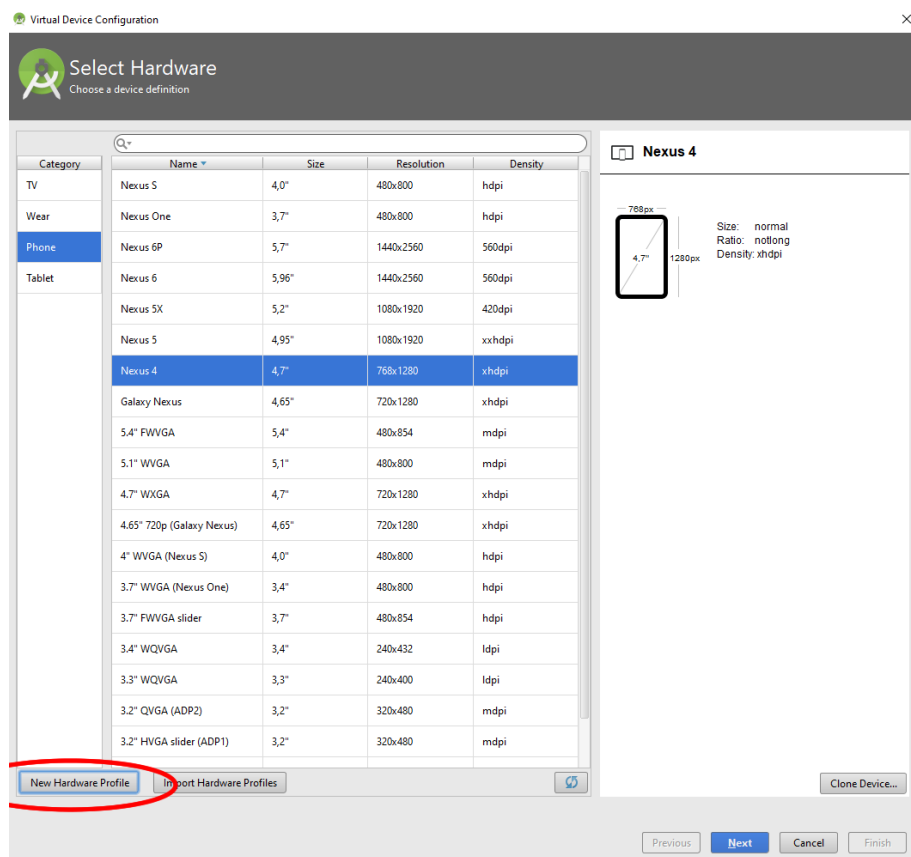 Virtual Device Configuration
Select Hardware
Choose a device definition
Category
TV
Wear
Phone
Tablet
Name Size Resolution Density
Nexus S 4,0" 480x800 hdpi
Nexus One 3,7" 480x800 hdpi
Nexus 6P 5,7" 1440x2560 560dpi
Nexus 6 5,96" 1440x2560 560dpi
Nexus 5X 5,2" 1080x1920 420dpi
Nexus 5 4,95" 1080x1920 xxhdpi
Nexus 4 4,7" 768x1280 xhdpi
Galaxy Nexus 4,65" 720x1280 xhdpi
5.4" FWVGA 5,4" 480x854 mdpi
5.1" WVGA 5,1" 480x800 mdpi
4.7" WXGA 4,7" 720x1280 xhdpi
4.65" 720p (Galaxy Nexus) 4,65" 720x1280 xhdpi
4" WVGA (Nexus S) 4,0" 480x800 hdpi
3.7" WVGA (Nexus One) 3,4" 480x800 hdpi
3.7" FWVGA slider 3,7" 480x854 hdpi
3.4" WQVGA 3,4" 240x432 ldpi
3.3" WQVGA 3,3" 240x400 ldpi
3.2" QVGA (ADP2) 3,2" 320x480 mdpi
3.2" HVGA slider (ADP1) 3,2" 320x480 mdpi
New Hardware Profile Import Hardware Profiles
Nexus 4
768px
4,7" 1280px
Size: normal
Ratio: notlong
Density: xhdpi
Clone Device...
Previous Next Cancel Finish